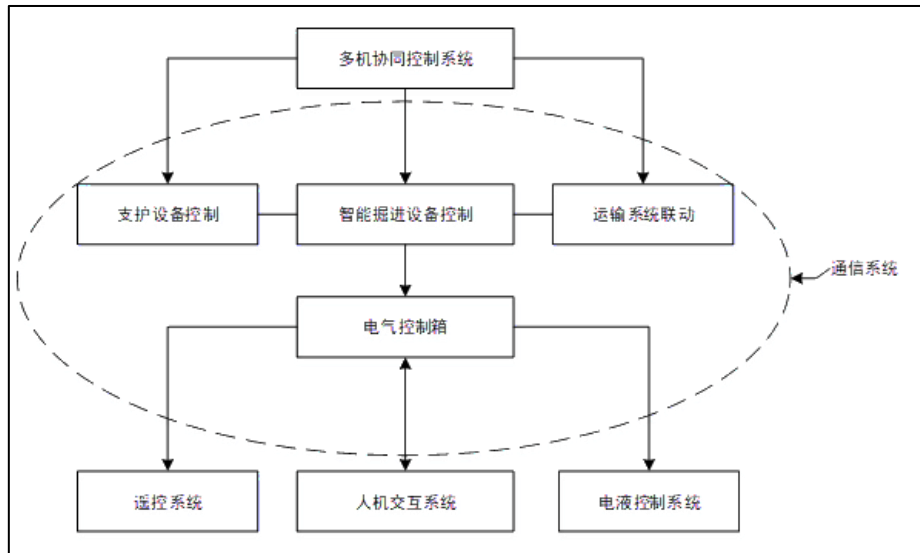 多机协同控制系统
支护设备控制
智能掘进设备控制
运输系统联动
通信系统
电气控制箱
遥控系统
人机交互系统
电液控制系统